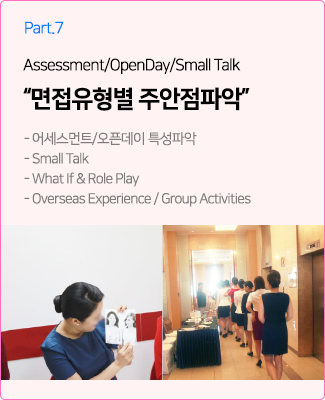 Part.7
Assessment/OpenDay/Small Talk
“면접유형별 주안점파악”
- 어세스먼트/오픈데이 특성파악
- Small Talk
- What If & Role Play
- Overseas Experience / Group Activities